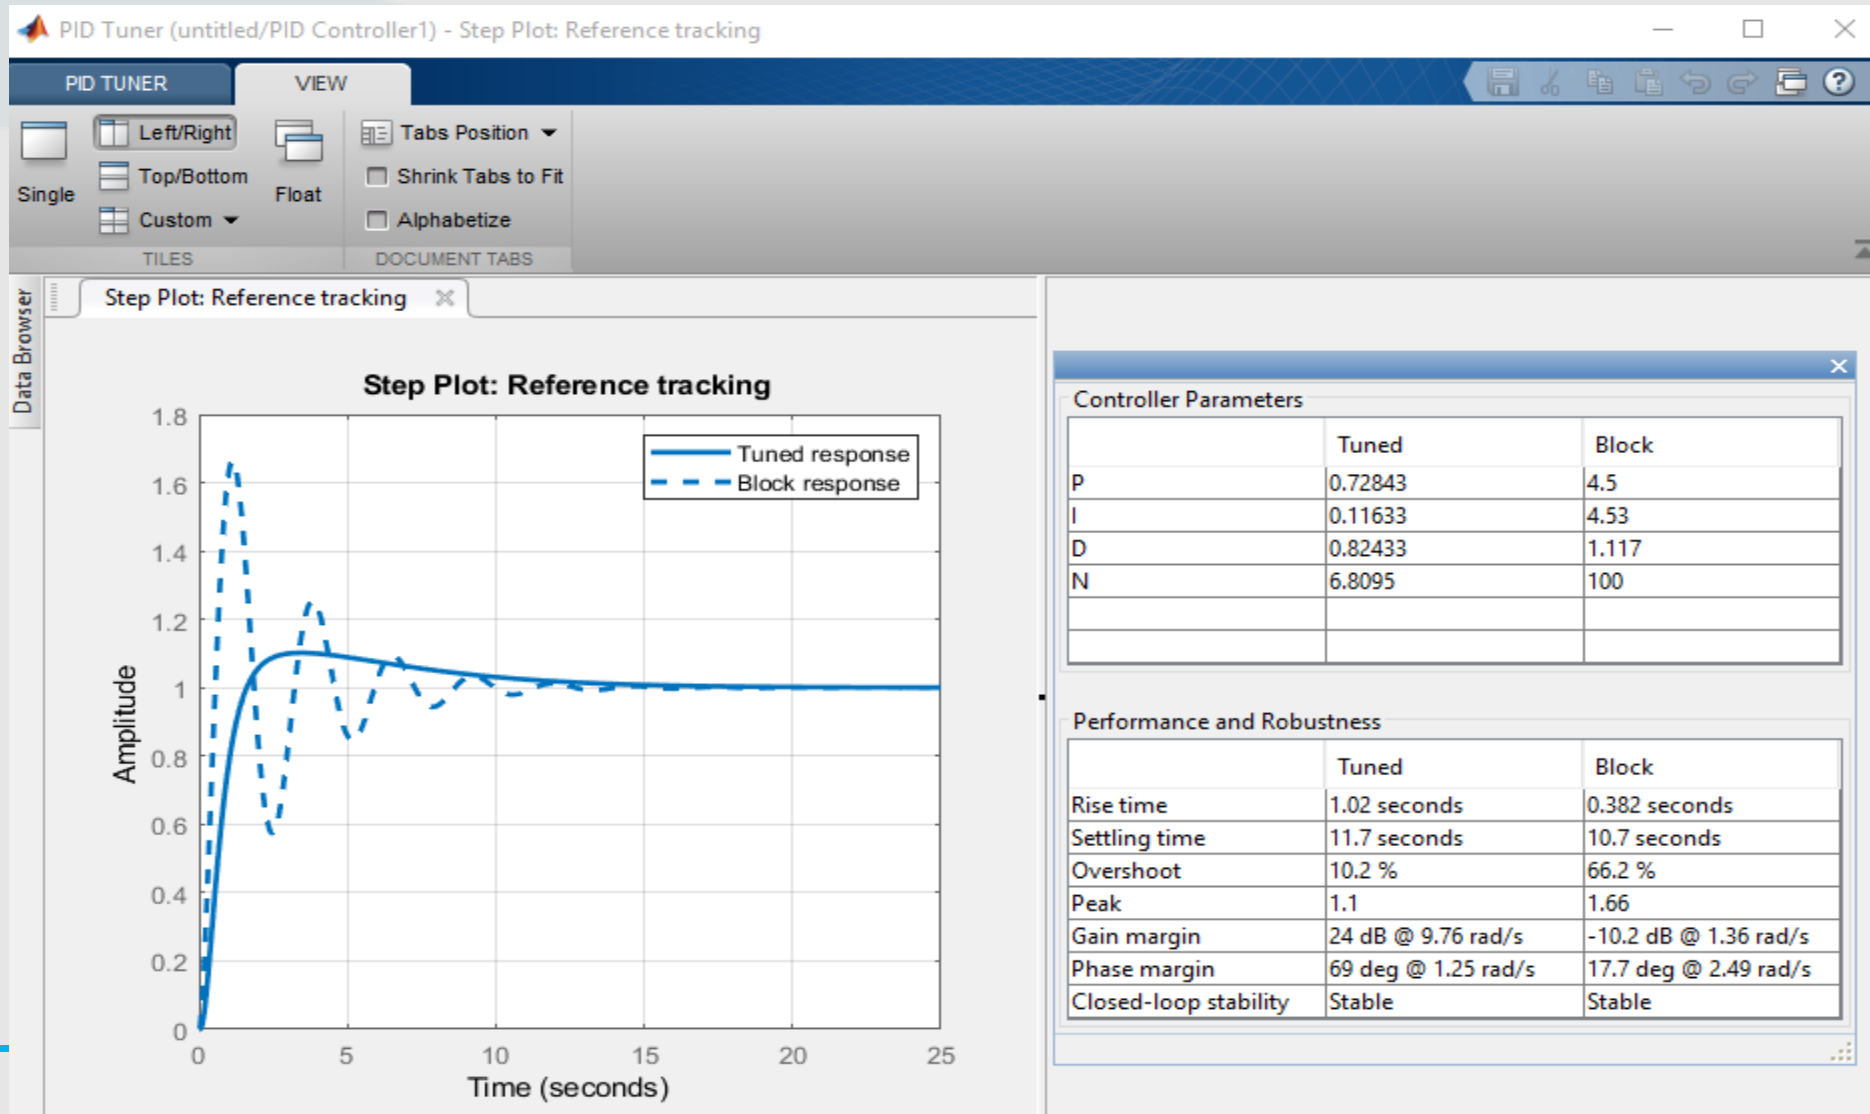 PID Tuner (untitled/PID Controller1) - Step Plot: Reference tracking
PID TUNER
VIEW
Single
Left/Right
Top/Bottom
Custom
Float
Tabs Position
Shrink Tabs to Fit
Alphabetize
TILES
DOCUMENT TABS
Data Browser
Step Plot: Reference tracking
Step Plot: Reference tracking
Tuned response
Block response
1.8
1.6
1.4
1.2
1
0.8
0.6
0.4
0.2
0
Amplitude
0 5 10 15 20 25
Time (seconds)
Controller Parameters
Tuned Block
P 0.72843 4.5
I 0.11633 4.53
D 0.82433 1.117
N 6.8095 100
Performance and Robustness
Tuned Block
Rise time 1.02 seconds 0.382 seconds
Settling time 11.7 seconds 10.7 seconds
Overshoot 10.2 % 66.2 %
Peak 1.1 1.66
Gain margin 24 dB @ 9.76 rad/s -10.2 dB @ 1.36 rad/s
Phase margin 69 deg @ 1.25 rad/s 17.7 deg @ 2.49 rad/s
Closed-loop stability Stable Stable